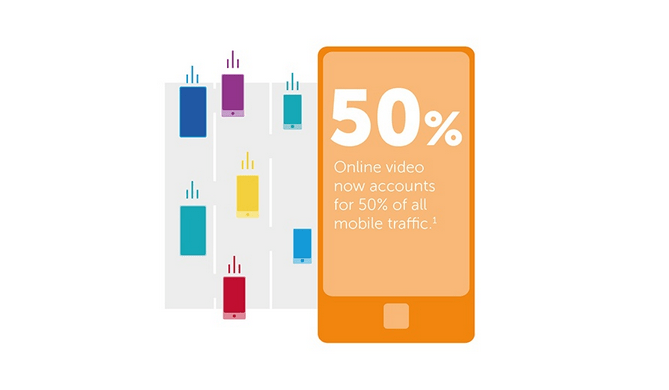 50%
Online video
now accounts
for 50% of all
mobile traffic.¹